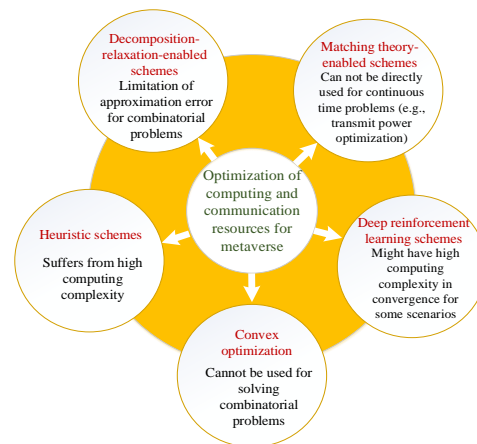 Decomposition-
relaxation-enabled
schemes
Limitation of
approximation error
for combinatorial
problems
Matching theory-
enabled schemes
Can not be directly
used for continuous
time problems (e.g.,
transmit power
optimization)
Optimization of
computing and
communication
resources for
metaverse
Heuristic schemes
Suffers from high
computing
complexity
Deep reinforcement
learning schemes
Might have high
computing
complexity in
convergence for
some scenarios
Convex
optimization
Cannot be used for
solving
combinatorial
problems